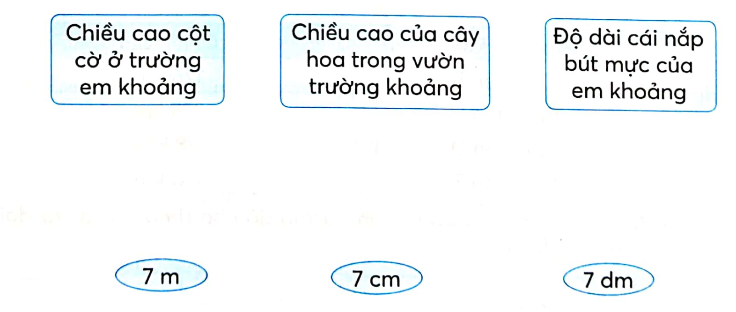 Chiều cao cột
cờ ở trường
em khoảng
Chiều cao của cây
hoa trong vườn
trường khoảng
Độ dài cái nắp
bút mực của
em khoảng
7 m
7 cm
7 dm